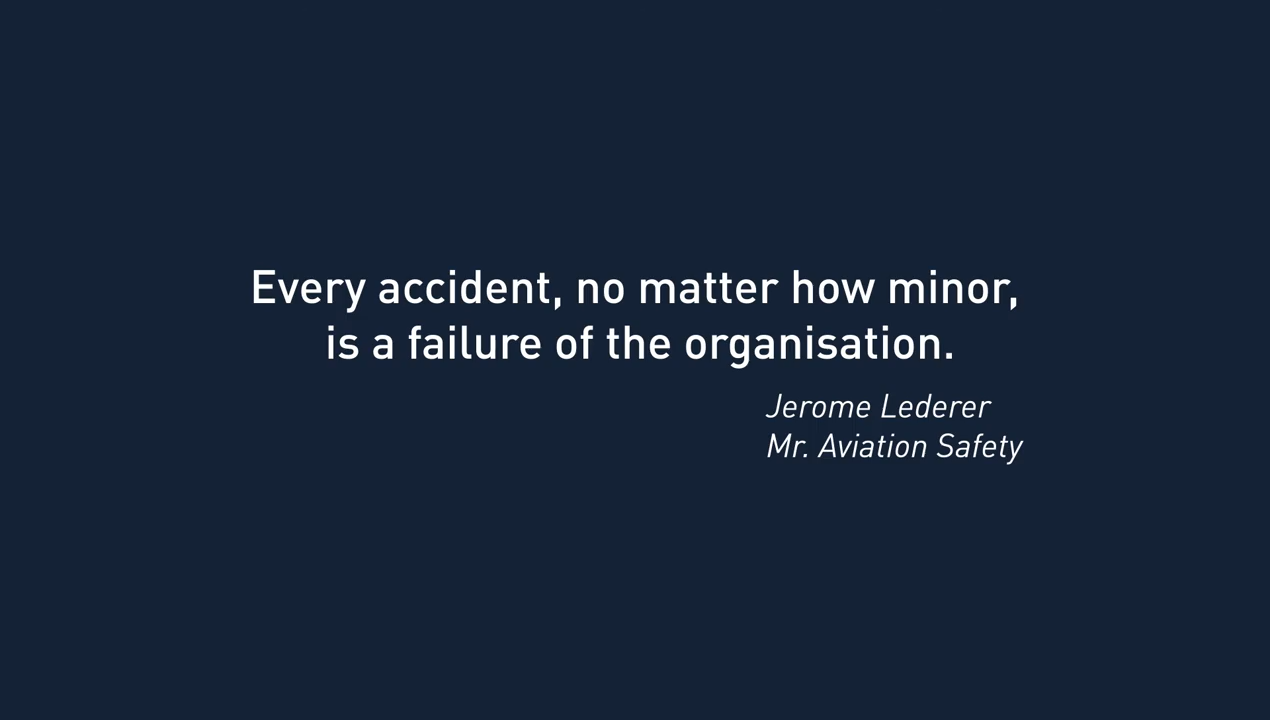 Every accident, no matter how minor,
is a failure of the organisation.
Jerome Lederer
Mr. Aviation Safety